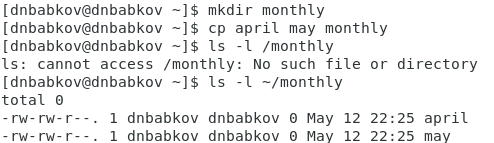 [dnbabkov@dnbabkov ~]$ mkdir monthly
[dnbabkov@dnbabkov ~]$ cp april may monthly
[dnbabkov@dnbabkov ~]$ ls -l /monthly
ls: cannot access /monthly: No such file or directory
[dnbabkov@dnbabkov ~]$ ls -l ~/monthly
total 0
-rw-rw-r--. 1 dnbabkov dnbabkov 0 May 12 22:25 april
-rw-rw-r--. 1 dnbabkov dnbabkov 0 May 12 22:25 may